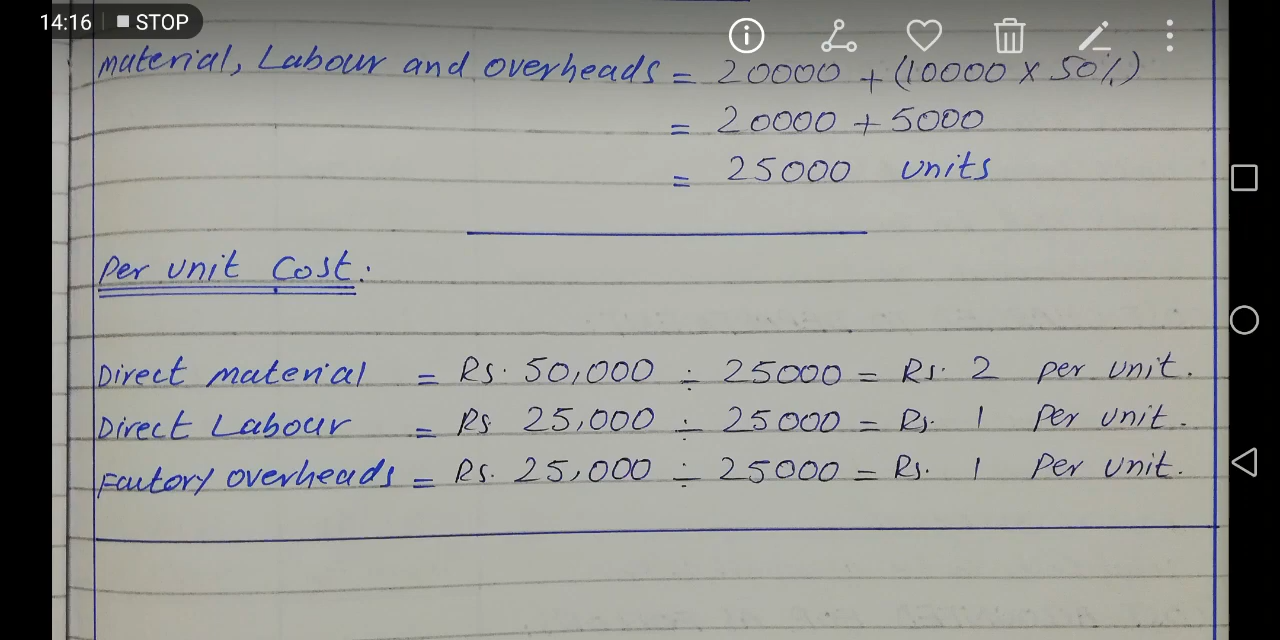 14:16 STOP
material, Labour and overheads = 20000 + (10000 x 50%)
= 20000 + 5000
= 25000 units
Per unit Cost:
Direct material = Rs. 50,000 ÷ 25000 = Rs. 2 per unit.
Direct Labour = Rs. 25,000 ÷ 25000 = Rs. 1 Per unit.
Factory overheads = Rs. 25,000 ÷ 25000 = Rs. 1 Per unit.